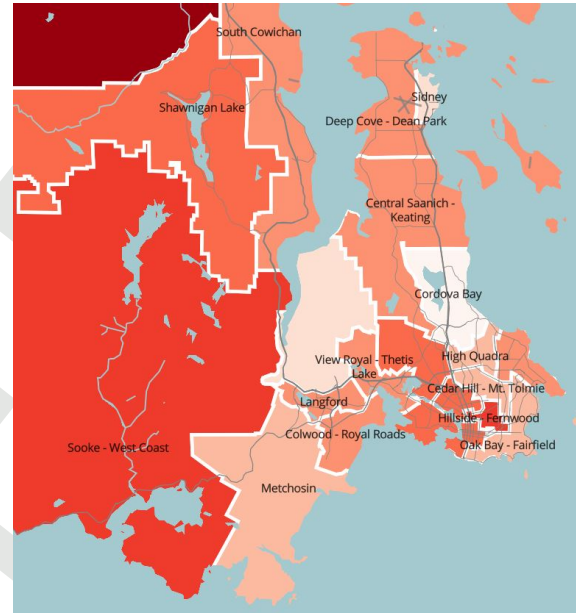 South Cowichan
Shawnigan Lake
Sidney
Deep Cove - Dean Park
Central Saanich -
Keating
Cordova Bay
High Quadra
View Royal - Thetis
Lake
Cedar Hill - Mt. Tolmie
Langford
Hillside - Fernwood
Colwood - Royal Roads
Oak Bay - Fairfield
Sooke - West Coast
Metchosin